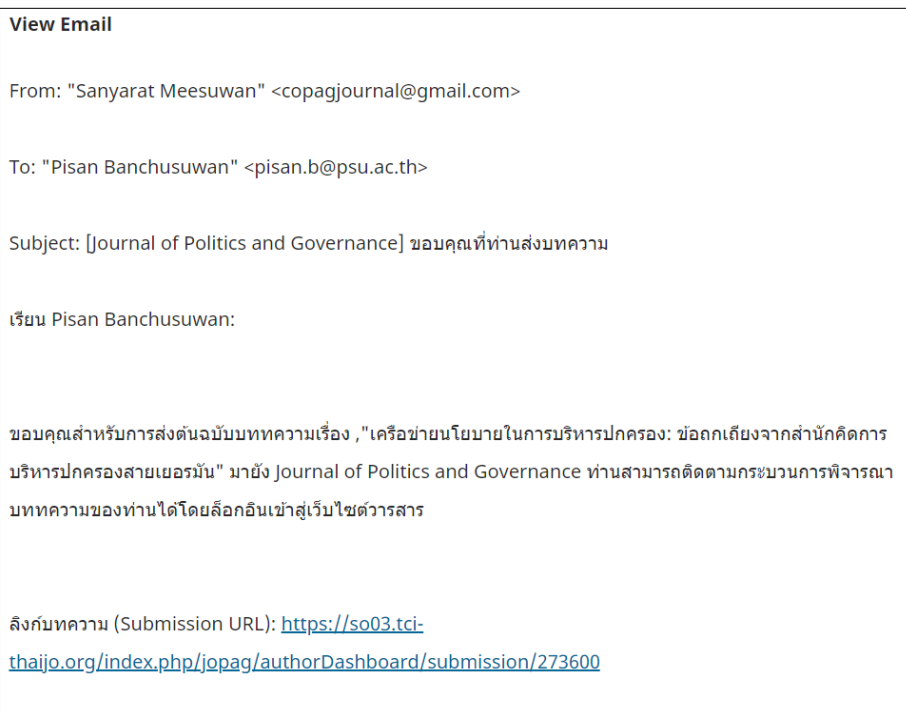 View Email
From: "Sanyarat Meesuwan" <copagjournal@gmail.com>
To: "Pisan Banchusuwan" <pisan.b@psu.ac.th>
Subject: [Journal of Politics and Governance] ขอบคุณที่ท่านส่งบทความ
เรียน Pisan Banchusuwan:
ขอบคุณสำหรับการส่งต้นฉบับบททความเรื่อง ,"เครือข่ายนโยบายในการบริหารปกครอง: ข้อถกเถียงจากสำนักคิดการ
บริหารปกครองสายเยอรมัน" มายัง Journal of Politics and Governance ท่านสามารถติดตามกระบวนการพิจารณา
บททความของท่านได้โดยล็อกอินเข้าสู่เว็บไซต์วารสาร
ลิงก์บทความ (Submission URL): https://so03.tci-
thaijo.org/index.php/jopag/authorDashboard/submission/273600